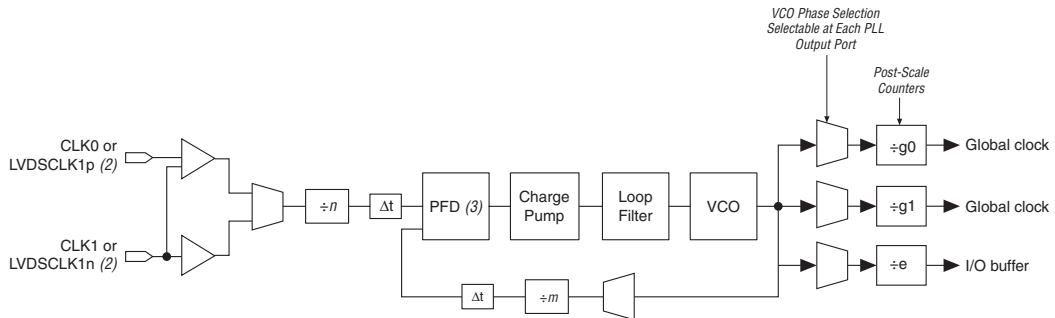 VCO Phase Selection
Selectable at Each PLL
Output Port
Post-Scale
Counters
CLK0 or
LVDSCLK1p (2)
÷g0
Global clock
÷n
Δt
PFD (3)
Charge
Pump
Loop
Filter
VCO
÷g1
Global clock
CLK1 or
LVDSCLK1n (2)
÷e
I/O buffer
Δt
÷m